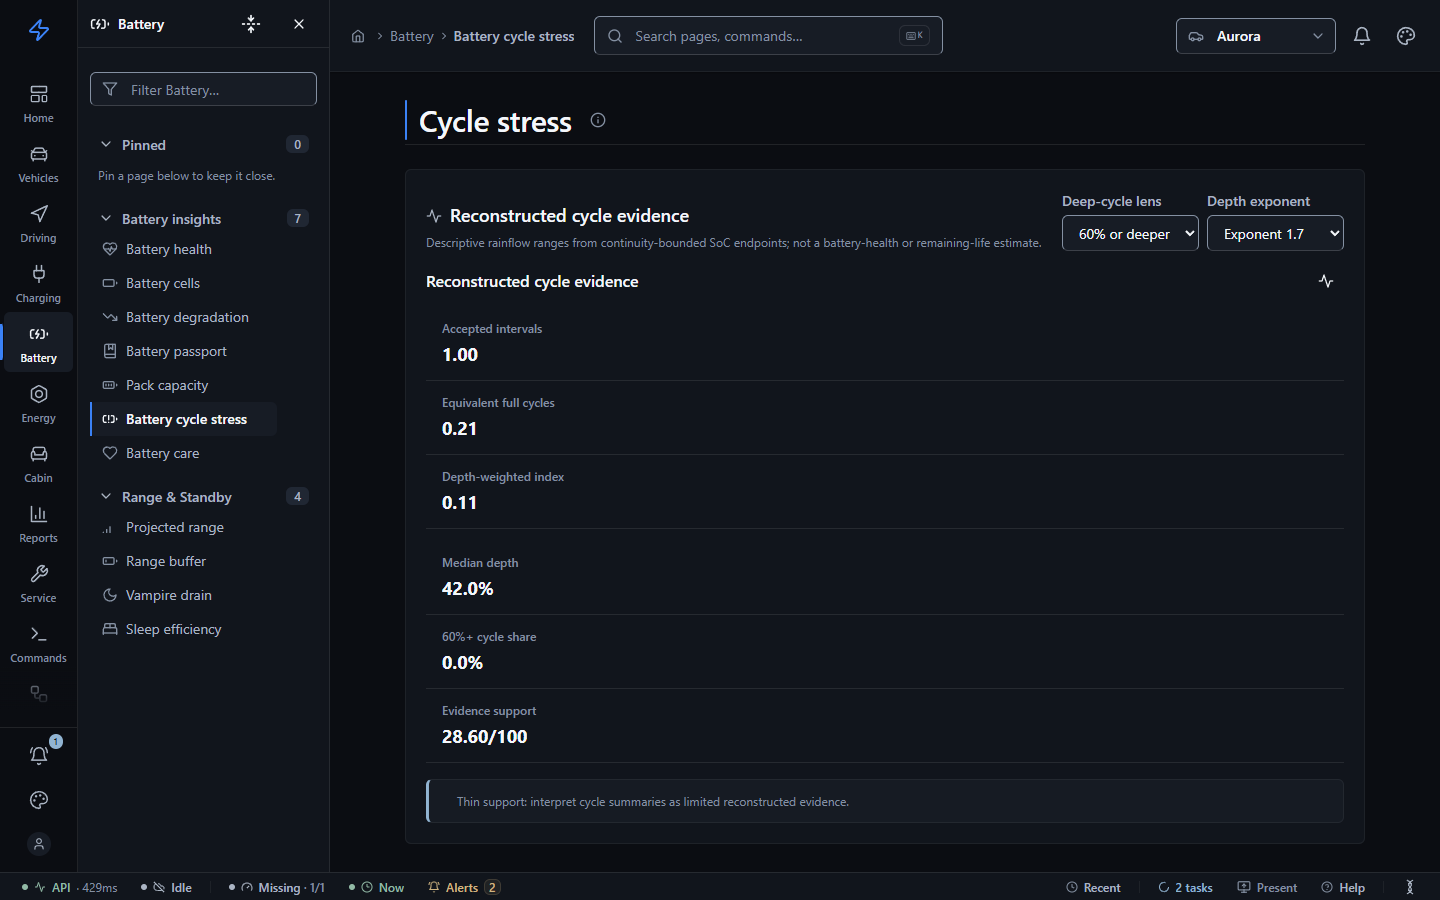 Battery
Home
Vehicles
Driving
Charging
Battery
Energy
Cabin
Reports
Service
Commands
1
Filter Battery...
Pinned
0
Pin a page below to keep it close.
Battery insights
7
Battery health
Battery cells
Battery degradation
Battery passport
Pack capacity
Battery cycle stress
Battery care
Range & Standby
4
Projected range
Range buffer
Vampire drain
Sleep efficiency
Battery
Battery cycle stress
Search pages, commands...
K
Aurora
Cycle stress
Reconstructed cycle evidence
Descriptive rainflow ranges from continuity-bounded SoC endpoints; not a battery-health or remaining-life estimate.
Deep-cycle lens
60% or deeper
Depth exponent
Exponent 1.7
Reconstructed cycle evidence
Accepted intervals
1.00
Equivalent full cycles
0.21
Depth-weighted index
0.11
Median depth
42.0%
60%+ cycle share
0.0%
Evidence support
28.60/100
Thin support: interpret cycle summaries as limited reconstructed evidence.
API · 429ms
Idle
Missing · 1/1
Now
Alerts 2
Recent
2 tasks
Present
Help